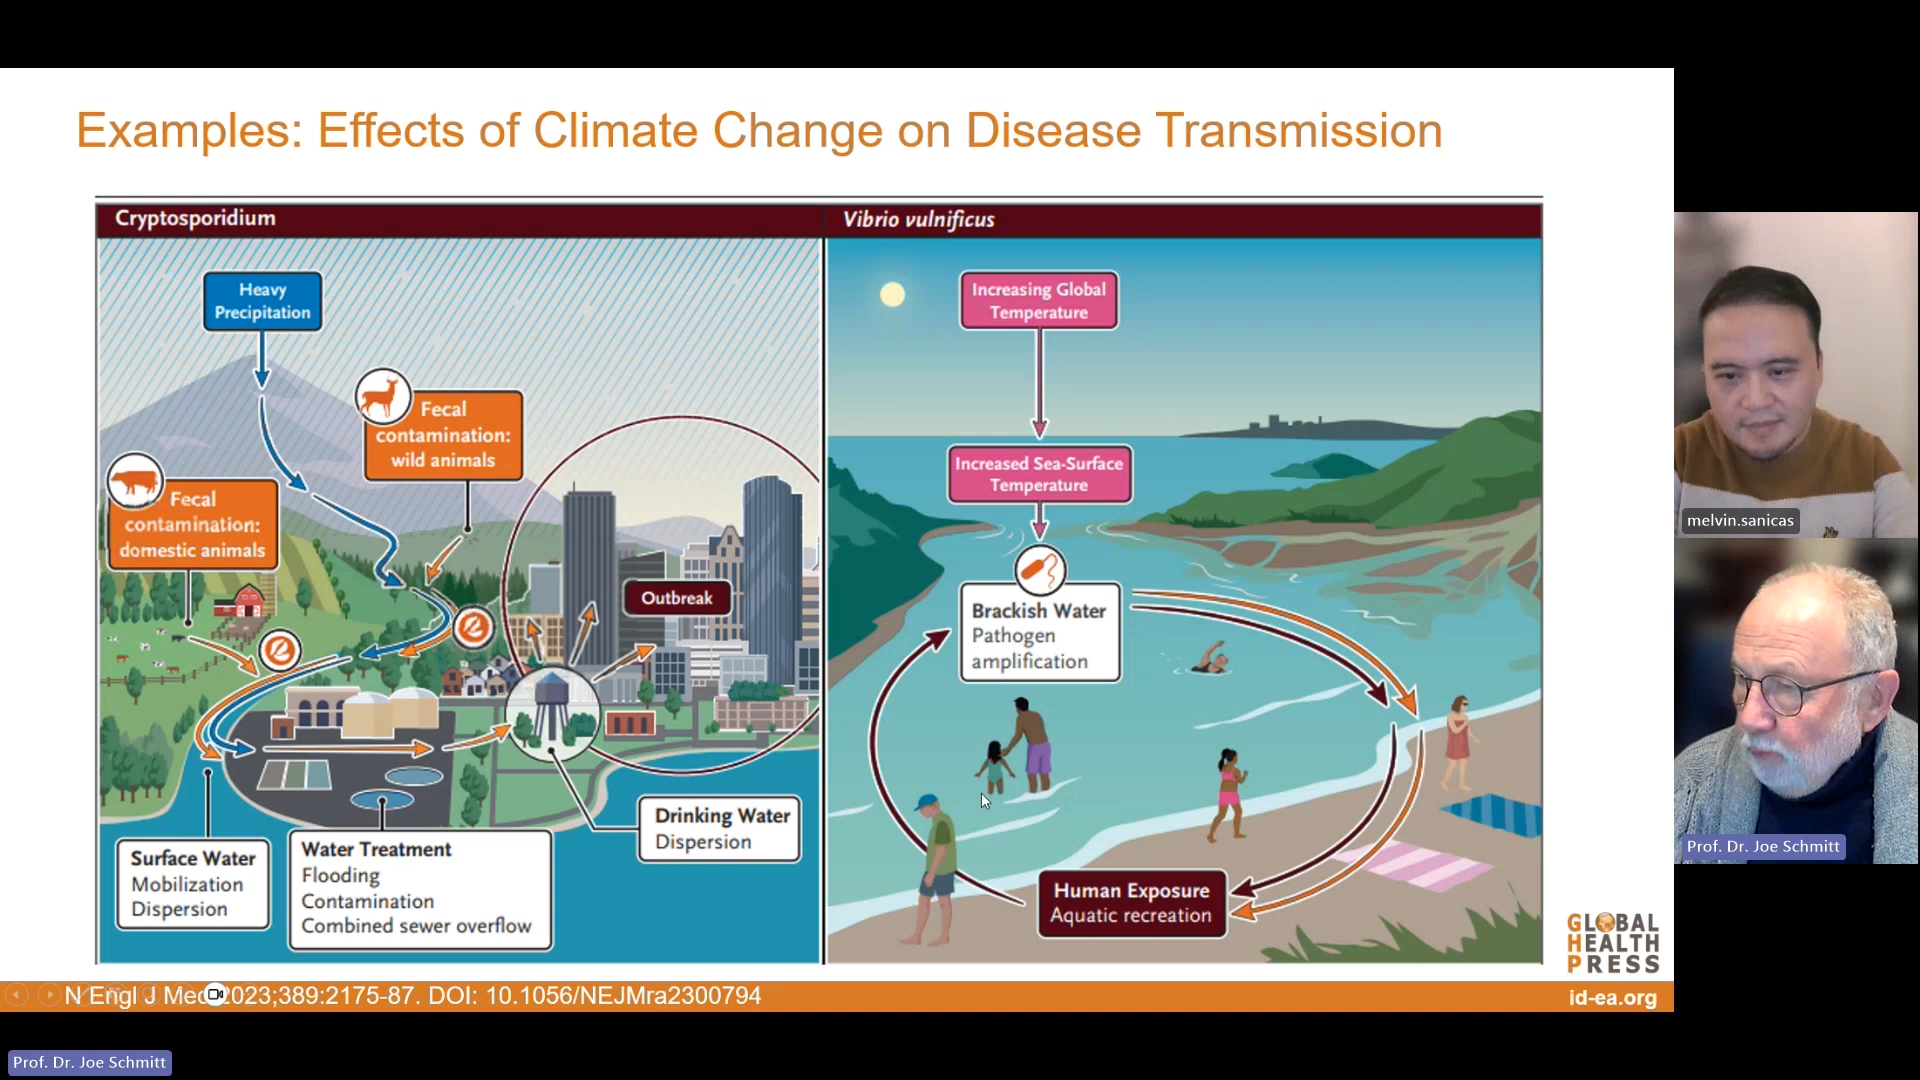 Examples: Effects of Climate Change on Disease Transmission
Cryptosporidium
Heavy
Precipitation
Fecal
contamination:
wild animals
Fecal
contamination:
domestic animals
Outbreak
Drinking Water
Dispersion
Surface Water
Mobilization
Dispersion
Water Treatment
Flooding
Contamination
Combined sewer overflow
Vibrio vulnificus
Increasing Global
Temperature
Increased Sea-Surface
Temperature
Brackish Water
Pathogen
amplification
Human Exposure
Aquatic recreation
GLOBAL
HEALTH
PRESS
N Engl J Med 2023;389:2175-87. DOI: 10.1056/NEJMra2300794
id-ea.org
melvin.sanicas
Prof. Dr. Joe Schmitt
Prof. Dr. Joe Schmitt